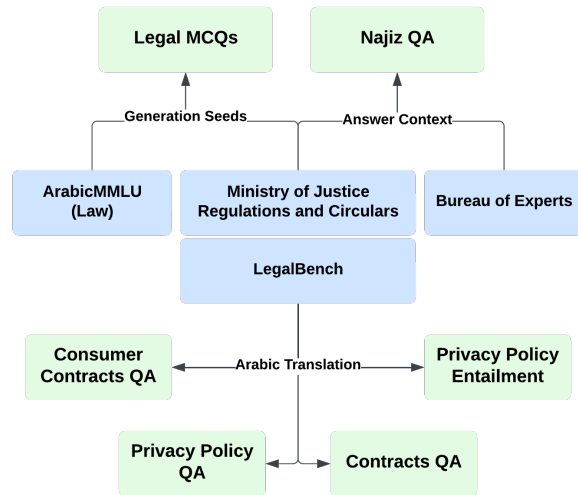 Legal MCQs
Najiz QA
Generation Seeds
Answer Context
ArabicMMLU
(Law)
Ministry of Justice
Regulations and Circulars
Bureau of Experts
LegalBench
Consumer
Contracts QA
Arabic Translation
Privacy Policy
Entailment
Privacy Policy
QA
Contracts QA